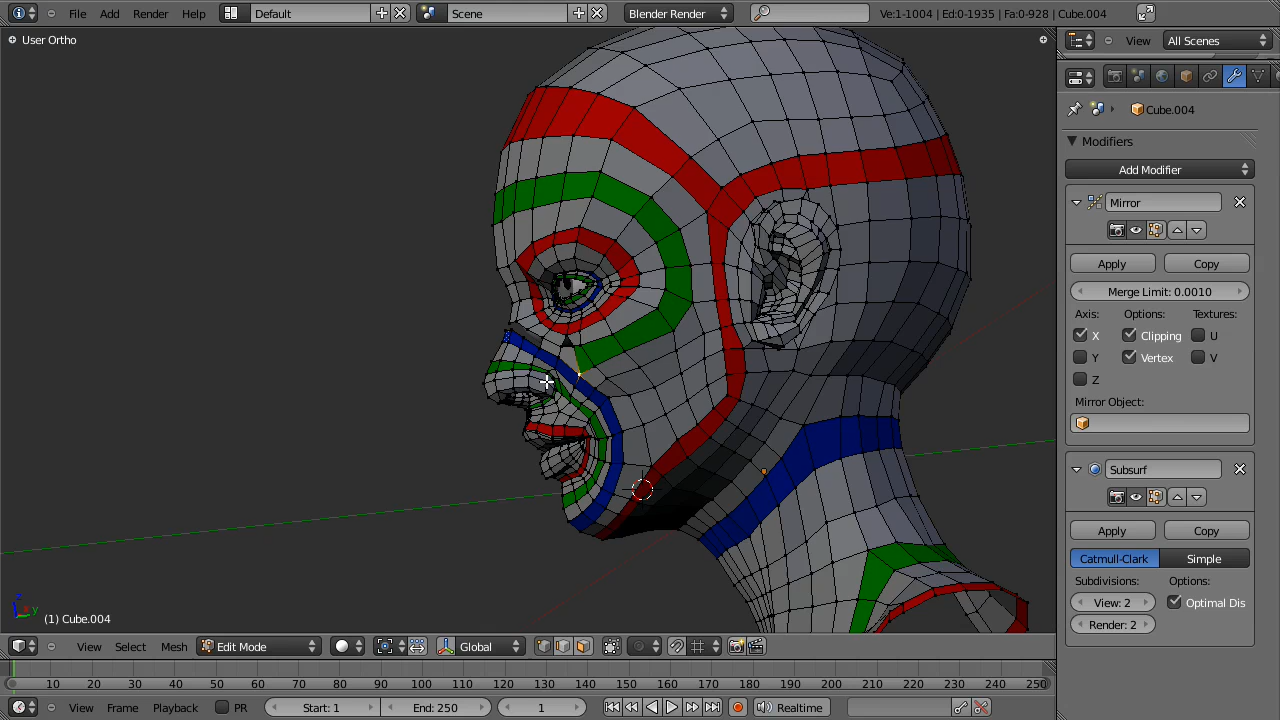 File Add Render Help Default Scene Blender Render Ve:1-1004 | Ed:0-1935 | Fa:0-928 | Cube.004
User Ortho
View All Scenes
Cube.004
Modifiers
Add Modifier
Mirror
Apply Copy
Merge Limit: 0.0010
Axis: Options: Textures:
X Clipping U
Y Vertex V
Z
Mirror Object:
Subsurf
Apply Copy
Catmull-Clark Simple
Subdivisions: Options:
View: 2 Optimal Dis
Render: 2
z
y
(1) Cube.004
View Select Mesh Edit Mode Global
10 20 30 40 50 60 70 80 90 100 110 120 130 140 150 160 170 180 190 200 210 220 230 240 250
View Frame Playback PR Start: 1 End: 250 1 Realtime